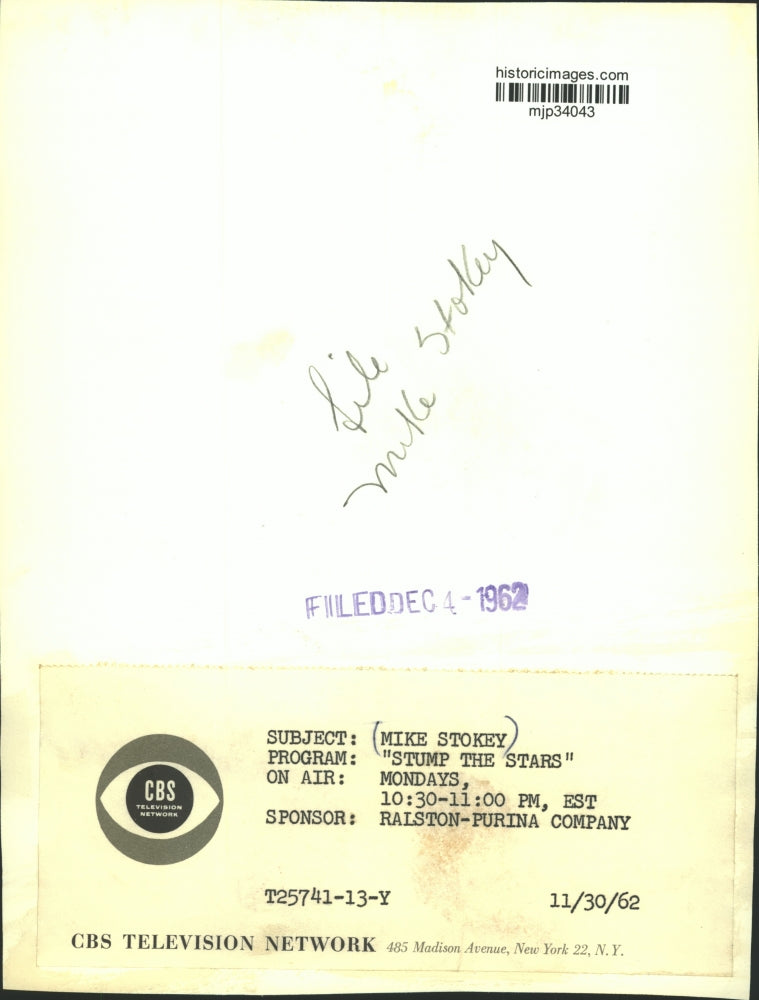 historicimages.com
mjp34043
File
Mike Stokey
FILED DEC 4 - 1962
SUBJECT: (MIKE STOKEY)
PROGRAM: "STUMP THE STARS"
ON AIR: MONDAYS,
10:30-11:00 PM, EST
SPONSOR: RALSTON-PURINA COMPANY
CBS
TELEVISION
NETWORK
T25741-13-Y 11/30/62
CBS TELEVISION NETWORK 485 Madison Avenue, New York 22, N.Y.